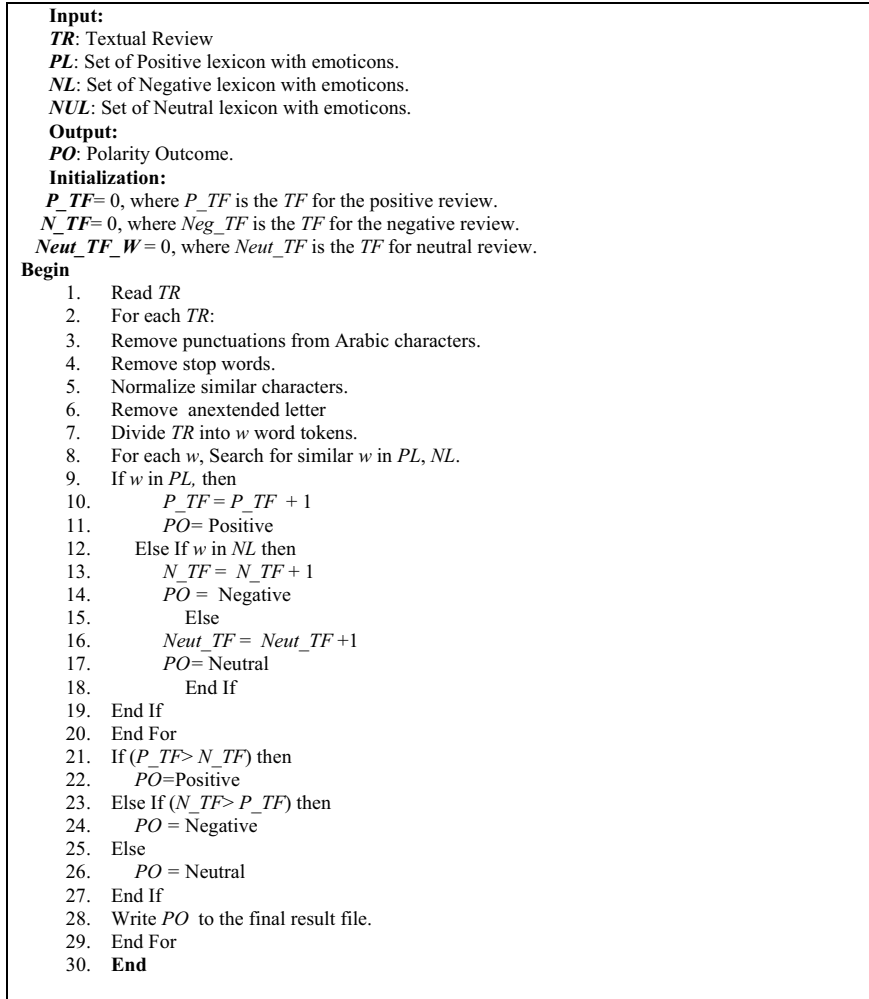 Input:
TR: Textual Review
PL: Set of Positive lexicon with emoticons.
NL: Set of Negative lexicon with emoticons.
NUL: Set of Neutral lexicon with emoticons.
Output:
PO: Polarity Outcome.
Initialization:
P_TF= 0, where P_TF is the TF for the positive review.
N_TF= 0, where Neg_TF is the TF for the negative review.
Neut_TF_W = 0, where Neut_TF is the TF for neutral review.
Begin
1. Read TR
2. For each TR:
3. Remove punctuations from Arabic characters.
4. Remove stop words.
5. Normalize similar characters.
6. Remove anextended letter
7. Divide TR into w word tokens.
8. For each w, Search for similar w in PL, NL.
9. If w in PL, then
10. P_TF = P_TF + 1
11. PO= Positive
12. Else If w in NL then
13. N_TF = N_TF + 1
14. PO = Negative
15. Else
16. Neut_TF = Neut_TF +1
17. PO= Neutral
18. End If
19. End If
20. End For
21. If (P_TF> N_TF) then
22. PO=Positive
23. Else If (N_TF> P_TF) then
24. PO = Negative
25. Else
26. PO = Neutral
27. End If
28. Write PO to the final result file.
29. End For
30. End